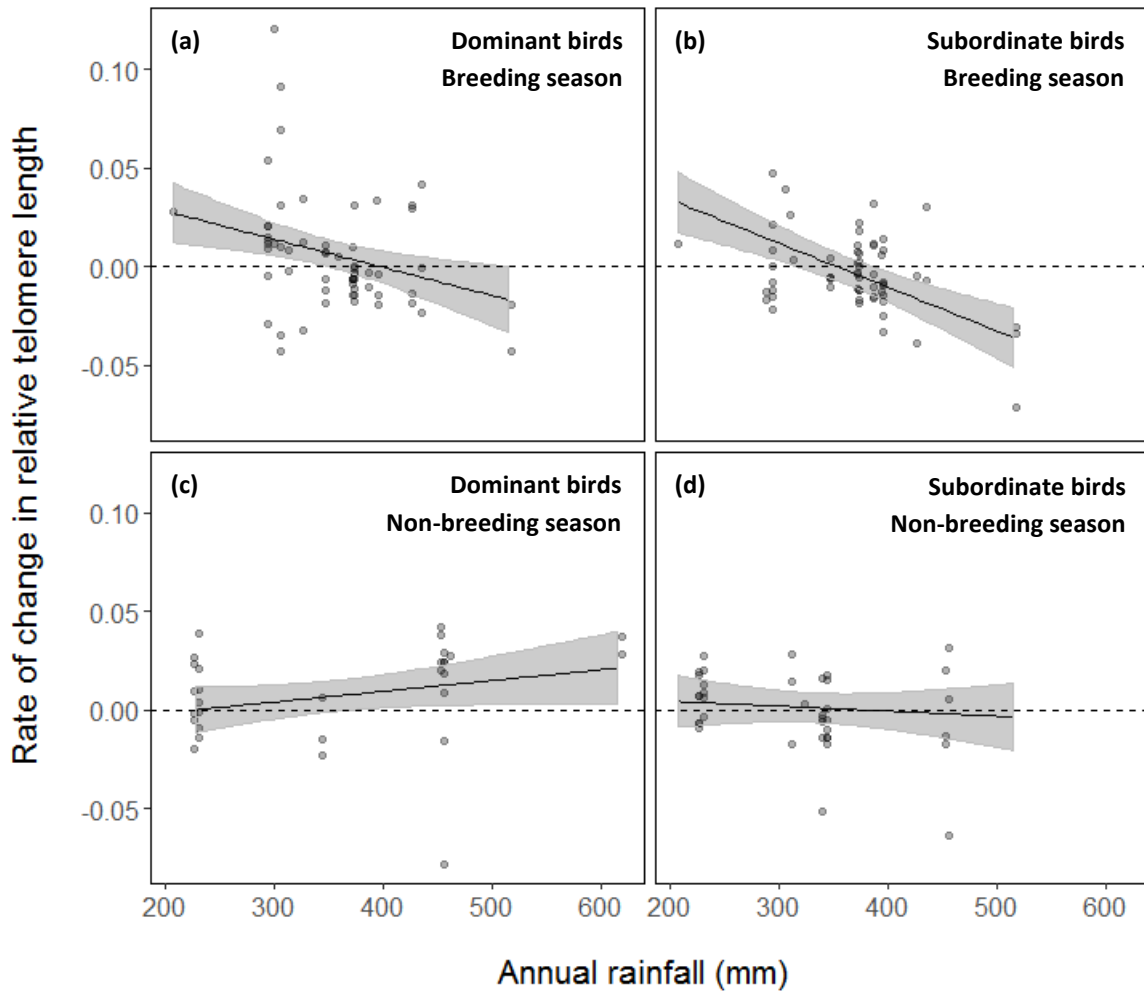 Rate of change in relative telomere length
(a)
Dominant birds
Breeding season
0.10
0.05
0.00
-0.05
(b)
Subordinate birds
Breeding season
(c)
Dominant birds
Non-breeding season
0.10
0.05
0.00
-0.05
(d)
Subordinate birds
Non-breeding season
200 300 400 500 600
200 300 400 500 600
Annual rainfall (mm)